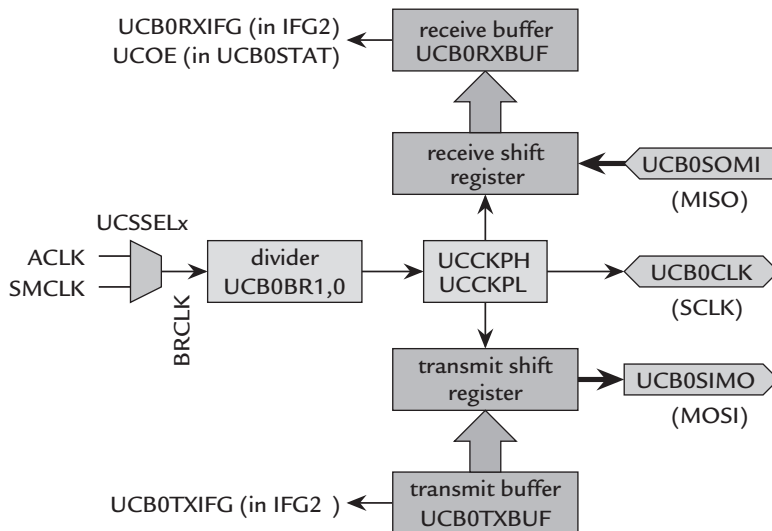 UCB0RXIFG (in IFG2)
UCOE (in UCB0STAT)
receive buffer
UCB0RXBUF
receive shift
register
UCB0SOMI
(MISO)
UCSSELx
ACLK
SMCLK
BRCLK
divider
UCB0BR1,0
UCCKPH
UCCKPL
UCB0CLK
(SCLK)
transmit shift
register
UCB0SIMO
(MOSI)
UCB0TXIFG (in IFG2 )
transmit buffer
UCB0TXBUF